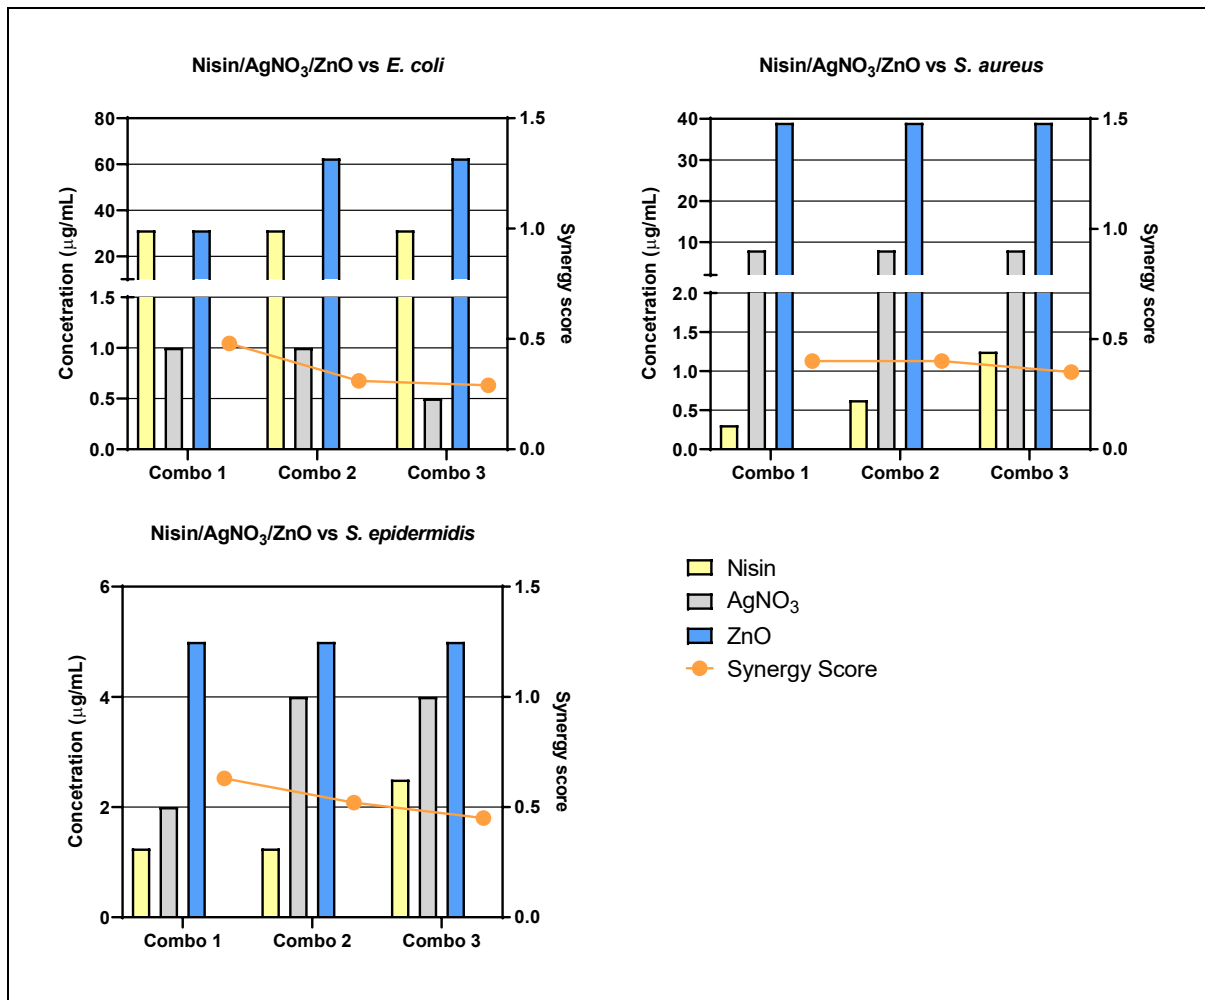 Nisin/AgNO₃/ZnO vs E. coli
80
60
40
20
1.5
1.0
0.5
0.0
Concetration (μg/mL)
1.5
1.0
0.5
0.0
Synergy score
Combo 1 Combo 2 Combo 3
Nisin/AgNO₃/ZnO vs S. aureus
40
30
20
10
2.0
1.5
1.0
0.5
0.0
Concetration (μg/mL)
1.5
1.0
0.5
0.0
Synergy score
Combo 1 Combo 2 Combo 3
Nisin/AgNO₃/ZnO vs S. epidermidis
6
4
2
0
Concetration (μg/mL)
1.5
1.0
0.5
0.0
Synergy score
Combo 1 Combo 2 Combo 3
Nisin
AgNO₃
ZnO
Synergy Score